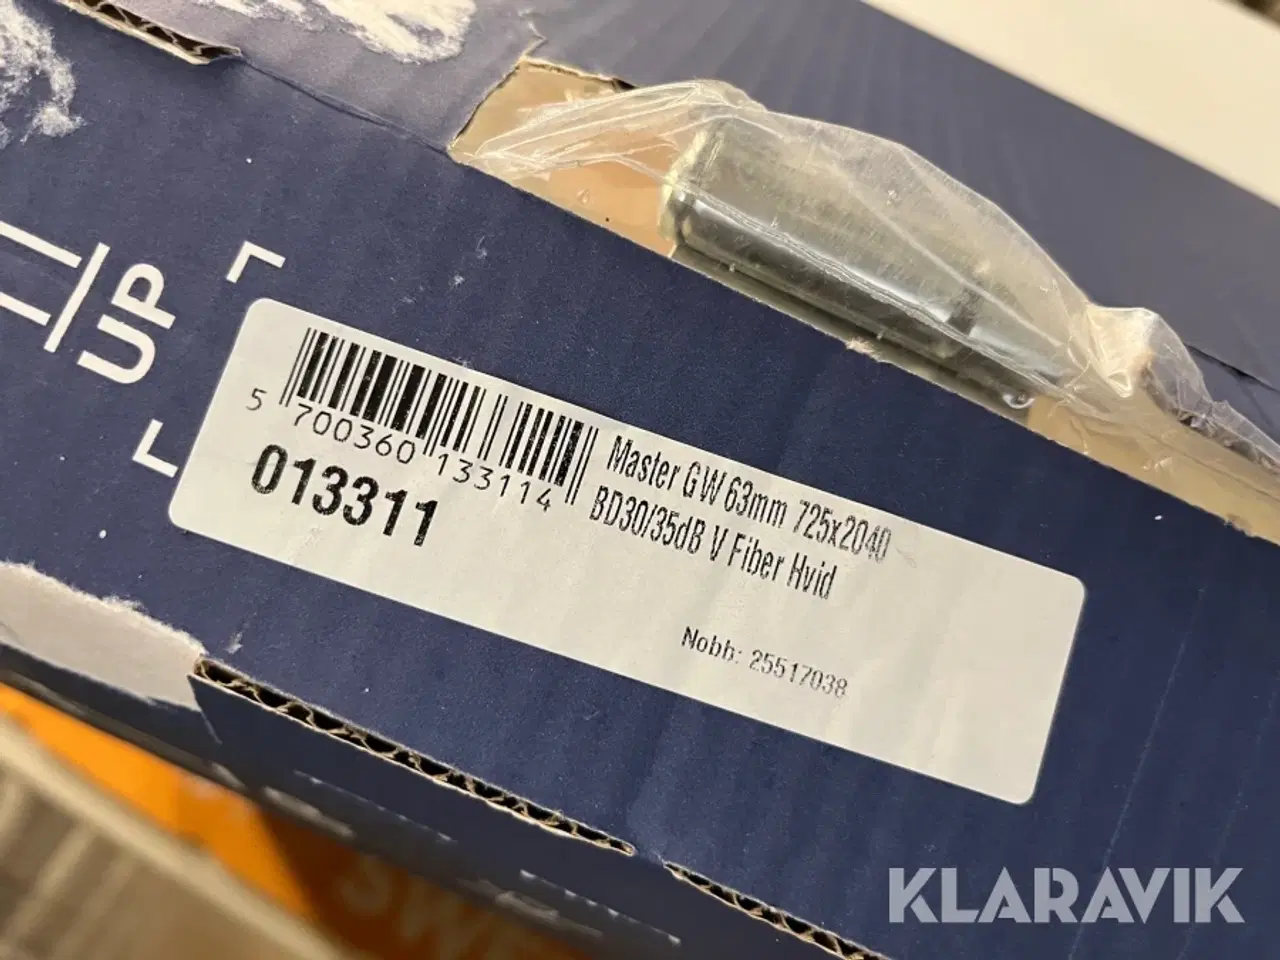 UP
5 700360 133114
013311
Master GW 63mm 725x2040
BD30/35dB V Fiber Hvid
Nobb: 25517038
KLARAVIK